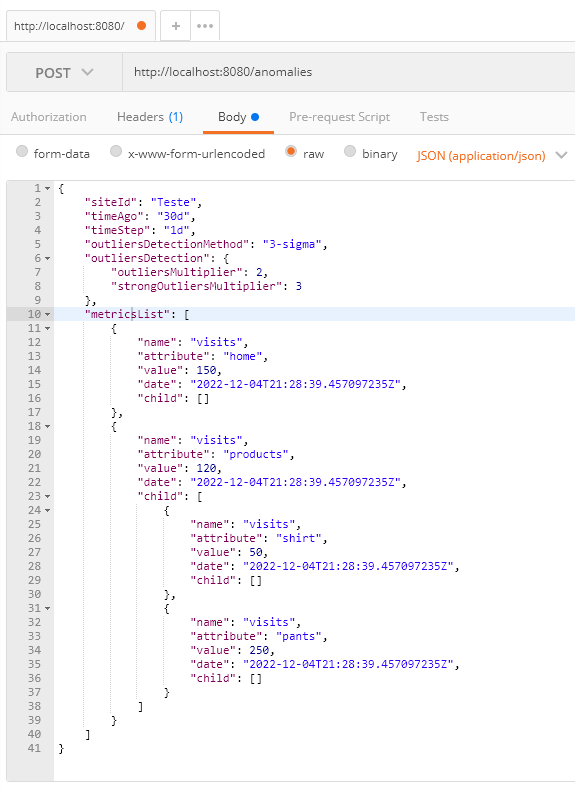 http://localhost:8080/ + •••
POST http://localhost:8080/anomalies
Authorization Headers (1) Body Pre-request Script Tests
form-data x-www-form-urlencoded raw binary JSON (application/json)
1 {
2 "siteId": "Teste",
3 "timeAgo": "30d",
4 "timeStep": "1d",
5 "outliersDetectionMethod": "3-sigma",
6 "outliersDetection": {
7 "outliersMultiplier": 2,
8 "strongOutliersMultiplier": 3
9 },
10 "metricsList": [
11 {
12 "name": "visits",
13 "attribute": "home",
14 "value": 150,
15 "date": "2022-12-04T21:28:39.457097235Z",
16 "child": []
17 },
18 {
19 "name": "visits",
20 "attribute": "products",
21 "value": 120,
22 "date": "2022-12-04T21:28:39.457097235Z",
23 "child": [
24 {
25 "name": "visits",
26 "attribute": "shirt",
27 "value": 50,
28 "date": "2022-12-04T21:28:39.457097235Z",
29 "child": []
30 },
31 {
32 "name": "visits",
33 "attribute": "pants",
34 "value": 250,
35 "date": "2022-12-04T21:28:39.457097235Z",
36 "child": []
37 }
38 ]
39 }
40 ]
41 }